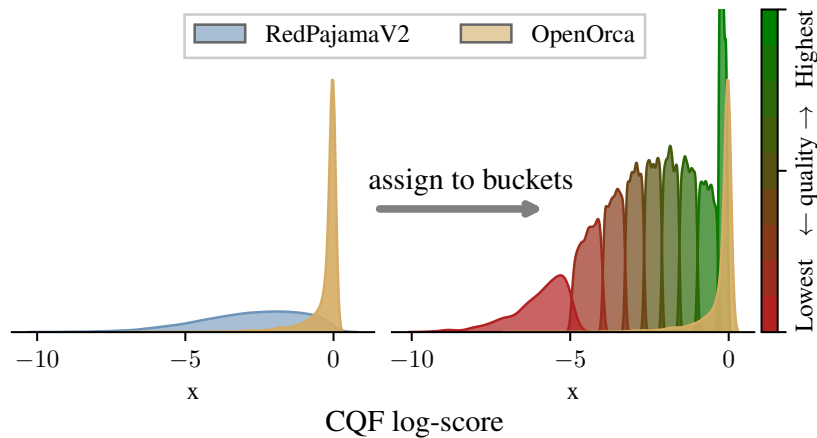 RedPajamaV2
OpenOrca
assign to buckets
−10
−5
0
x
−10
−5
0
x
CQF log-score
Lowest ← quality → Highest